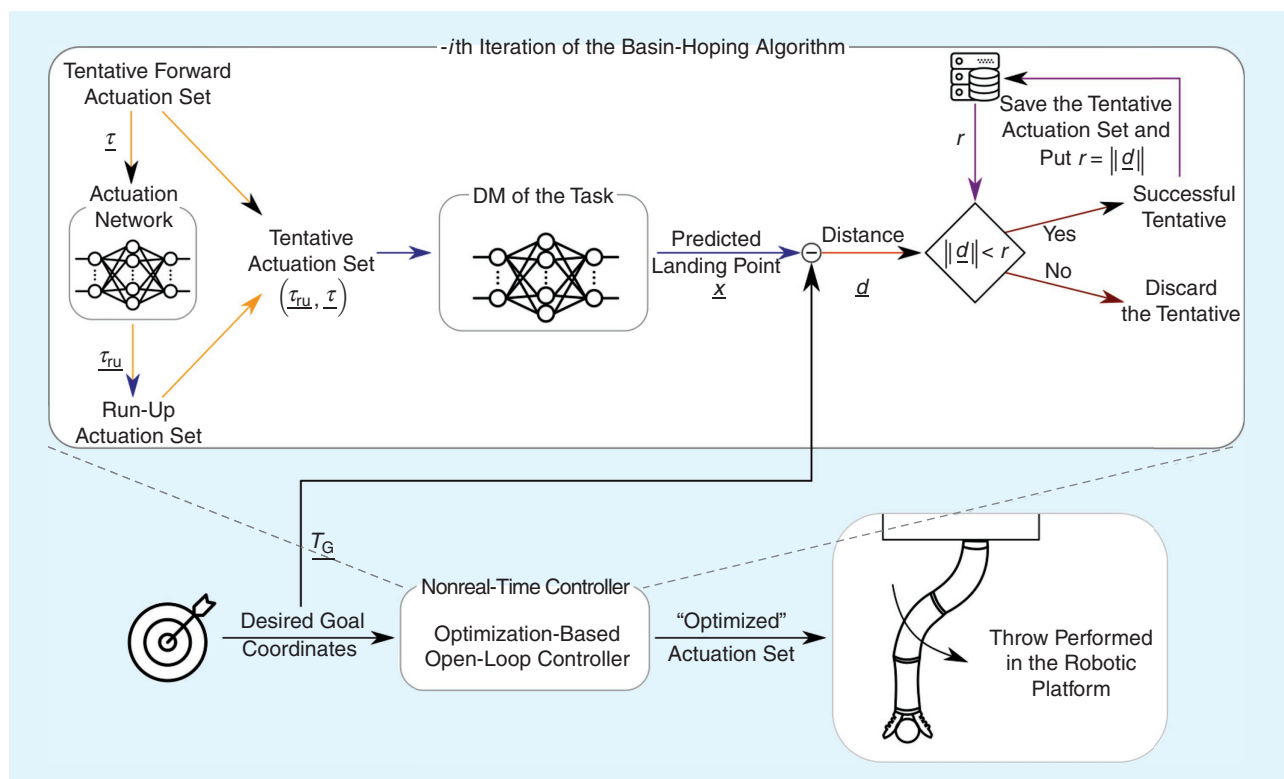 -ith Iteration of the Basin-Hoping Algorithm
Tentative Forward
Actuation Set
τ
Actuation
Network
τru
Run-Up
Actuation Set
Tentative
Actuation Set
(τru, τ)
DM of the Task
Predicted
Landing Point
x
−
Distance
d
r
||d|| < r
Save the Tentative
Actuation Set and
Put r = ||d||
Yes
Successful
Tentative
No
Discard
the Tentative
TG
Desired Goal
Coordinates
Nonreal-Time Controller
Optimization-Based
Open-Loop Controller
“Optimized”
Actuation Set
Throw Performed
in the Robotic
Platform